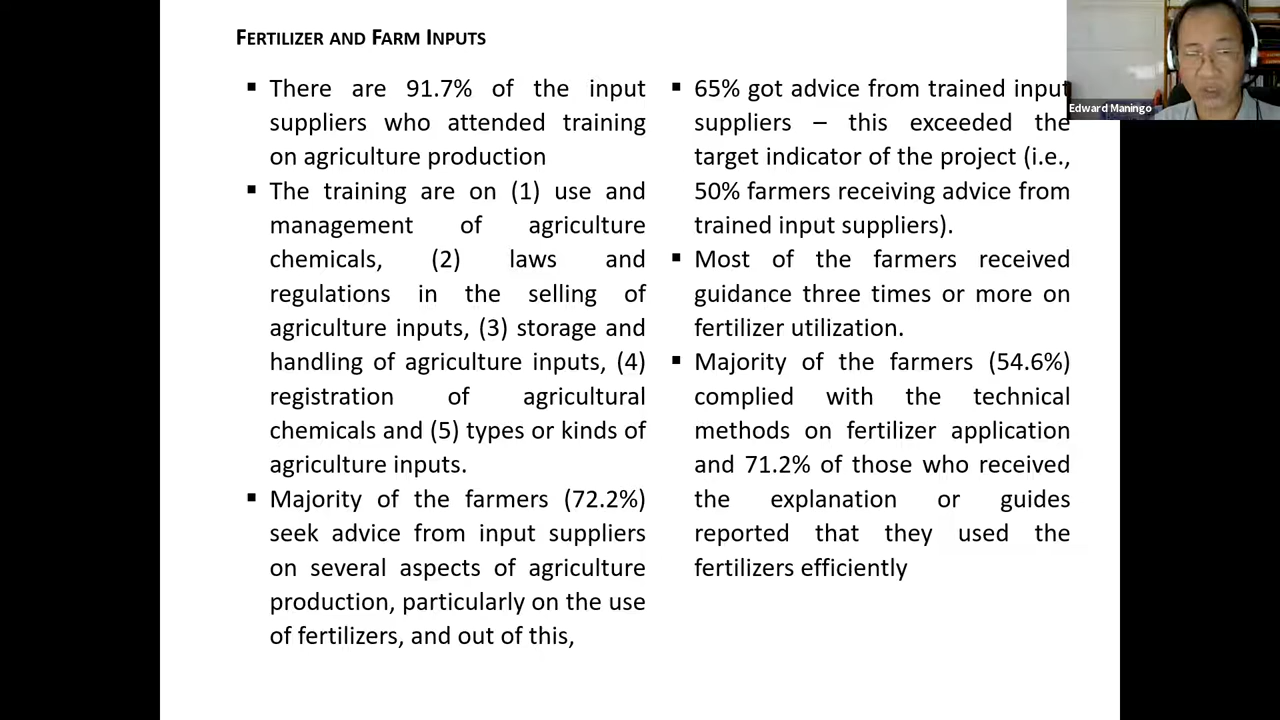 FERTILIZER AND FARM INPUTS
▪ There are 91.7% of the input
suppliers who attended training
on agriculture production
▪ The training are on (1) use and
management of agriculture
chemicals, (2) laws and
regulations in the selling of
agriculture inputs, (3) storage and
handling of agriculture inputs, (4)
registration of agricultural
chemicals and (5) types or kinds of
agriculture inputs.
▪ Majority of the farmers (72.2%)
seek advice from input suppliers
on several aspects of agriculture
production, particularly on the use
of fertilizers, and out of this,
▪ 65% got advice from trained input
suppliers – this exceeded the
target indicator of the project (i.e.,
50% farmers receiving advice from
trained input suppliers).
▪ Most of the farmers received
guidance three times or more on
fertilizer utilization.
▪ Majority of the farmers (54.6%)
complied with the technical
methods on fertilizer application
and 71.2% of those who received
the explanation or guides
reported that they used the
fertilizers efficiently
Edward Maningo